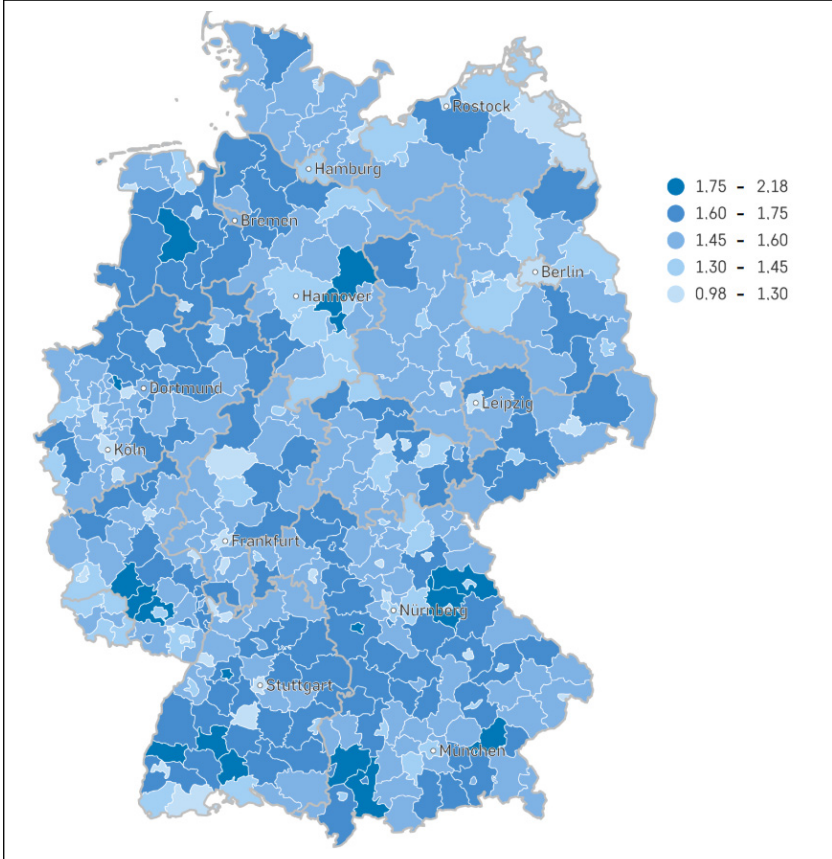 Rostock
Hamburg
Bremen
1.75 - 2.18
1.60 - 1.75
1.45 - 1.60
1.30 - 1.45
0.98 - 1.30
Berlin
Hannover
Dortmund
Leipzig
Köln
Frankfurt
Nürnberg
Stuttgart
München